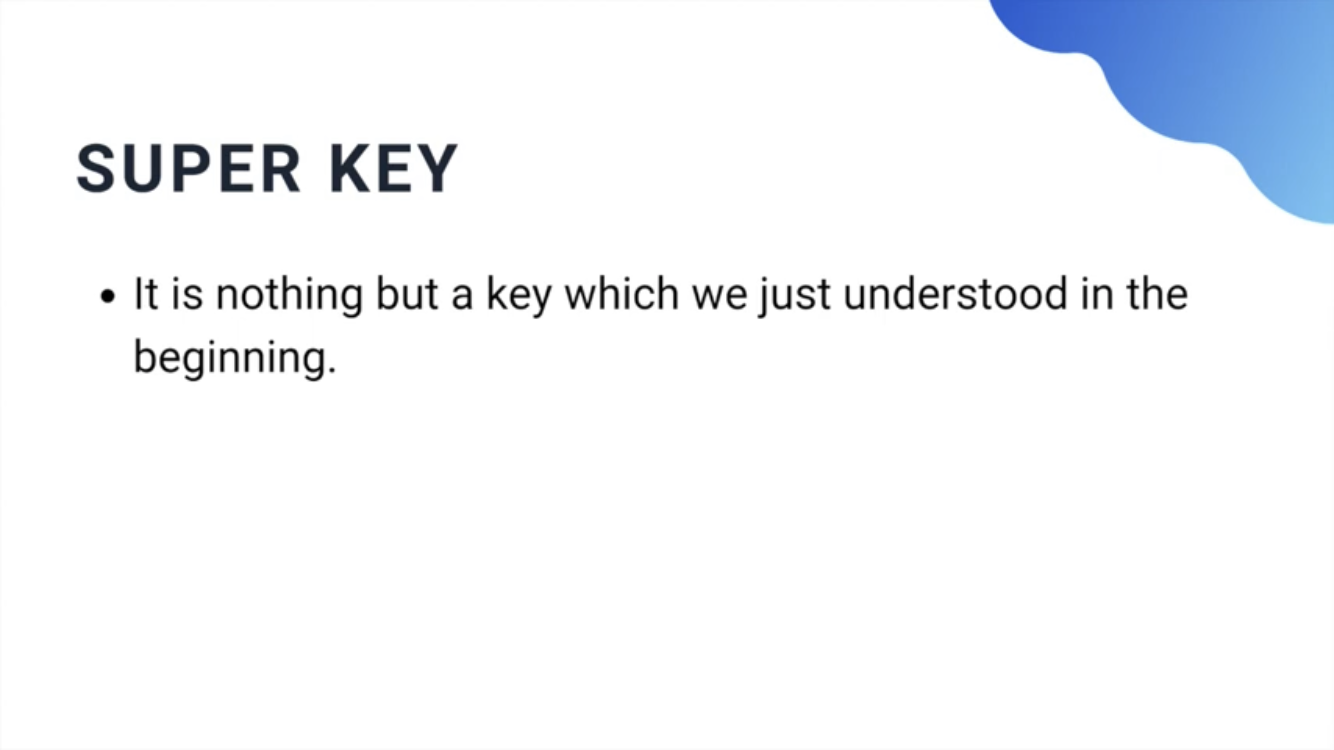 SUPER KEY
• It is nothing but a key which we just understood in the
beginning.